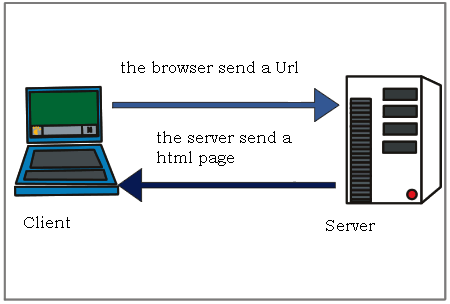 the browser send a Url
the server send a
html page
Client
Server